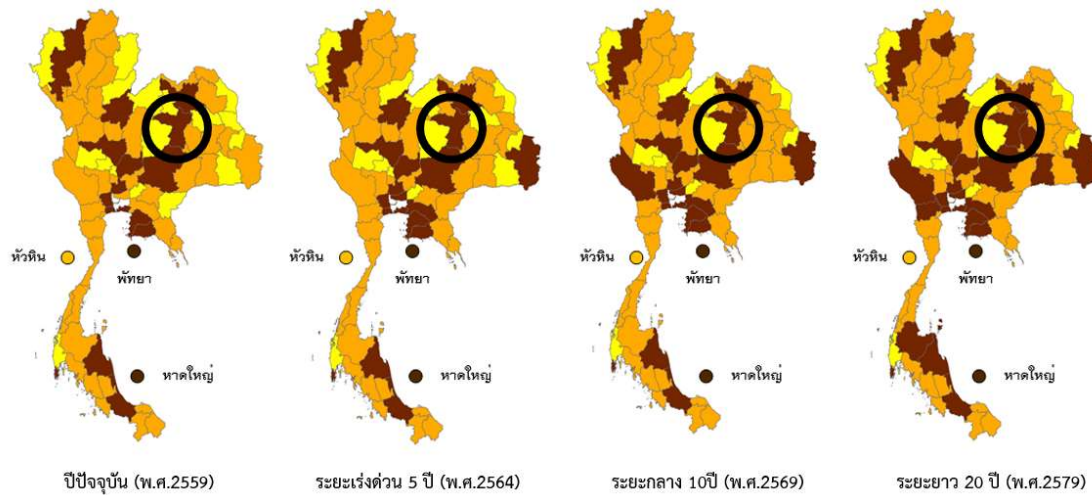 หัวหิน
พัทยา
หาดใหญ่
ปีปัจจุบัน (พ.ศ.2559)
หัวหิน
พัทยา
หาดใหญ่
ระยะเร่งด่วน 5 ปี (พ.ศ.2564)
หัวหิน
พัทยา
หาดใหญ่
ระยะกลาง 10ปี (พ.ศ.2569)
หัวหิน
พัทยา
หาดใหญ่
ระยะยาว 20 ปี (พ.ศ.2579)